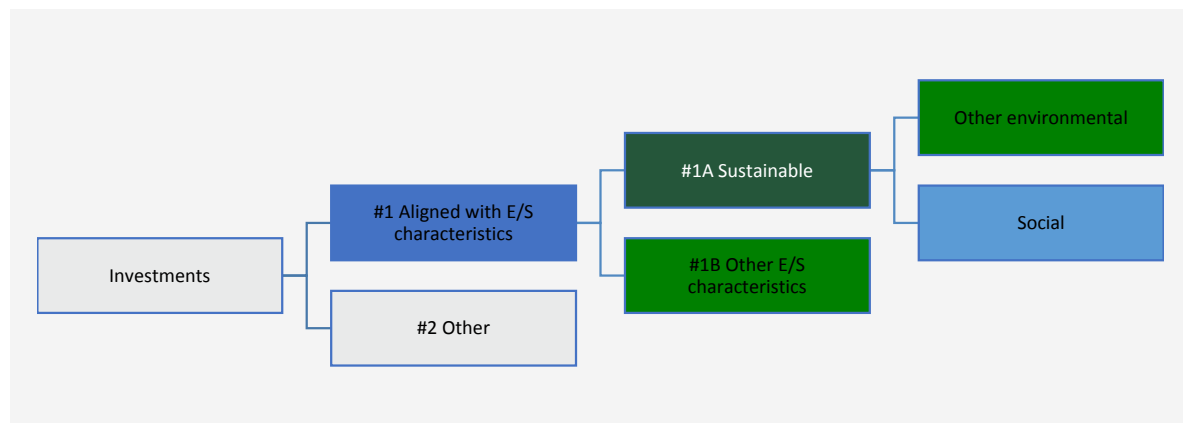 Other environmental
#1A Sustainable
#1 Aligned with E/S
characteristics
Social
Investments
#1B Other E/S
characteristics
#2 Other